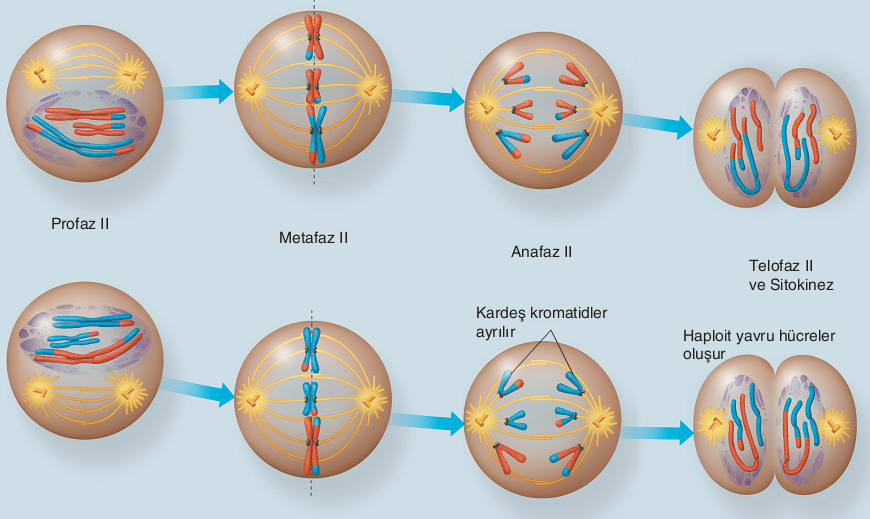 Profaz II
Metafaz II
Anafaz II
Telofaz II
ve Sitokinez
Kardeş kromatidler
ayrılır
Haploit yavru hücreler
oluşur